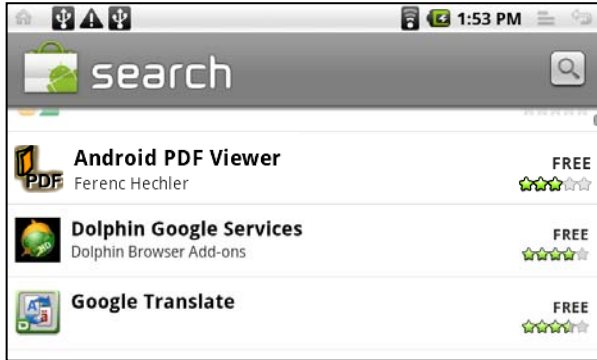 1:53 PM
search
Android PDF Viewer
FREE
PDF
Ferenc Hechler
Dolphin Google Services
FREE
Dolphin Browser Add-ons
Google Translate
FREE